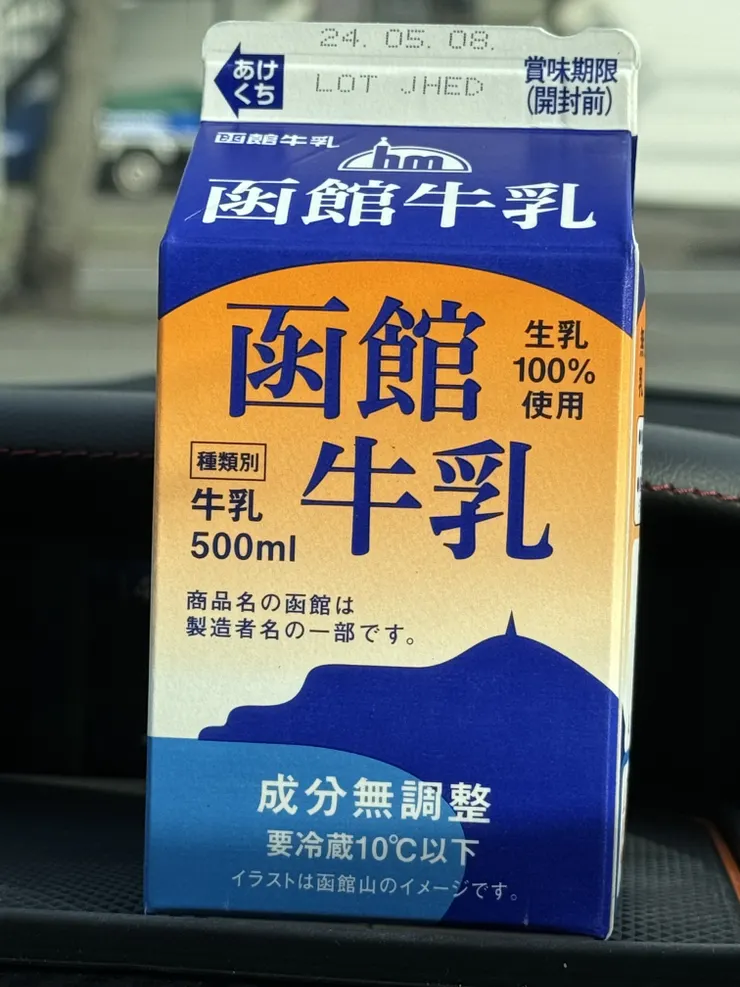 24. 05. 08.
あけ
くち
LOT JHED
賞味期限
(開封前)
函館牛乳
hm
函館牛乳
函館
生乳
100%
使用
牛乳
種類別
牛乳
500ml
商品名の函館は
製造者名の一部です。
成分無調整
要冷蔵10℃以下
イラストは函館山のイメージです。